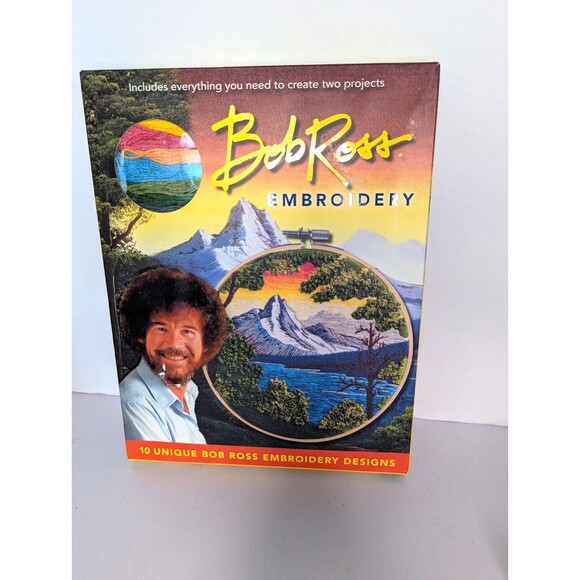 Includes everything you need to create two projects
Bob Ross
EMBROIDERY
10 UNIQUE BOB ROSS EMBROIDERY DESIGNS